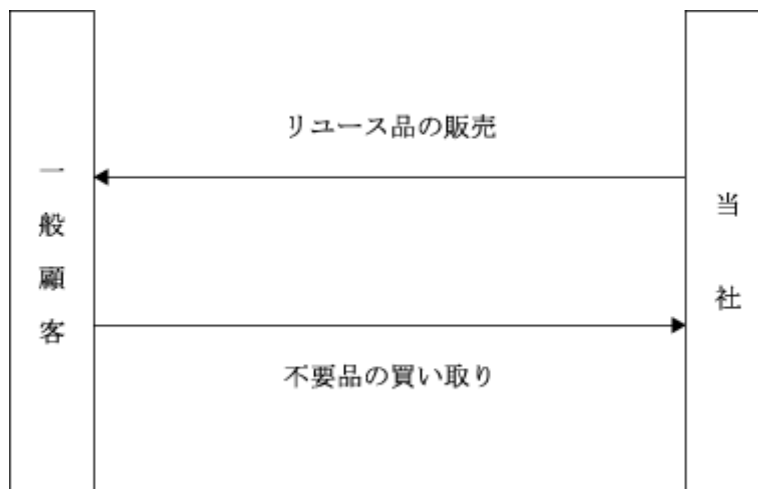 一般顧客
リユース品の販売
不要品の買い取り
当社